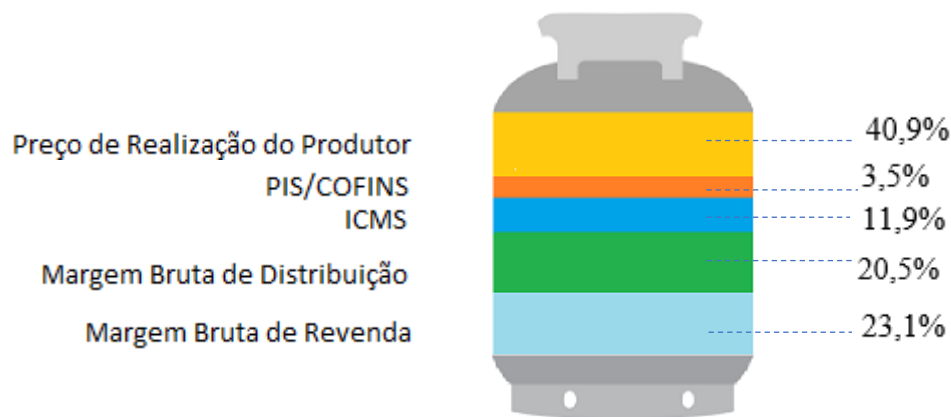 Preço de Realização do Produtor 40,9%
PIS/COFINS 3,5%
ICMS 11,9%
Margem Bruta de Distribuição 20,5%
Margem Bruta de Revenda 23,1%